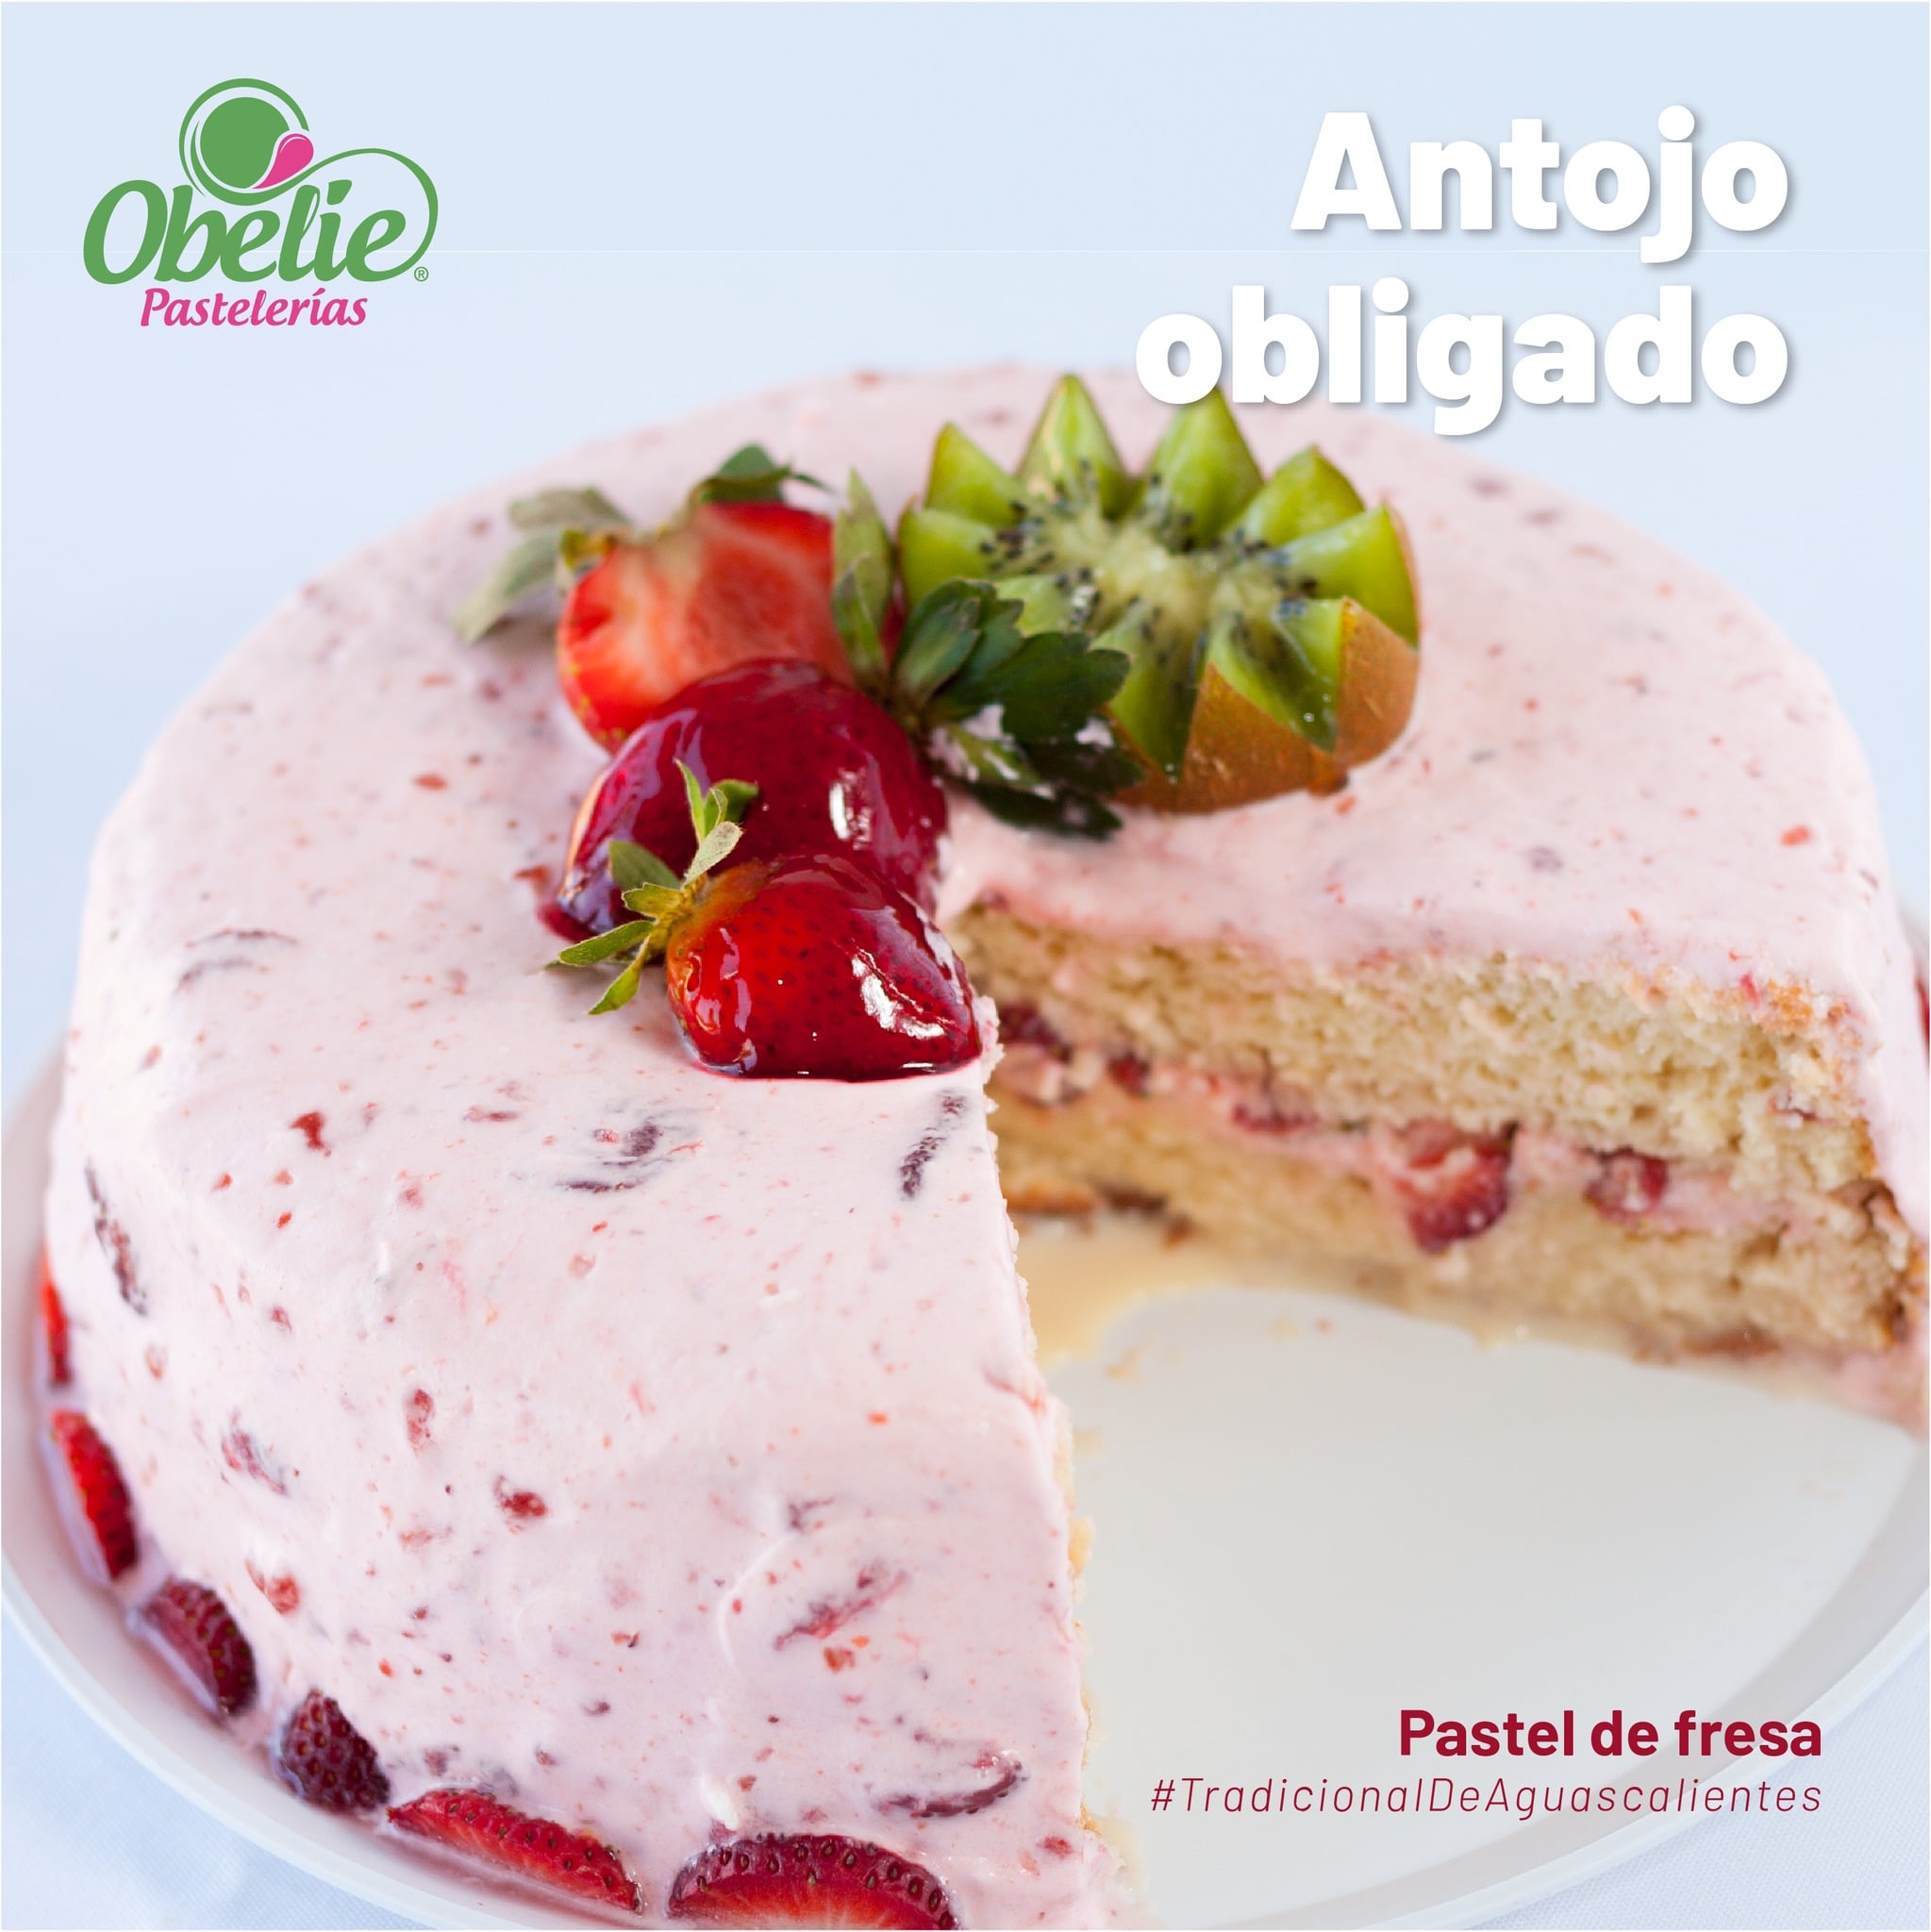 Obelie®
Pastelerías
Antojo
obligado
Pastel de fresa
#TradicionalDeAguascalientes